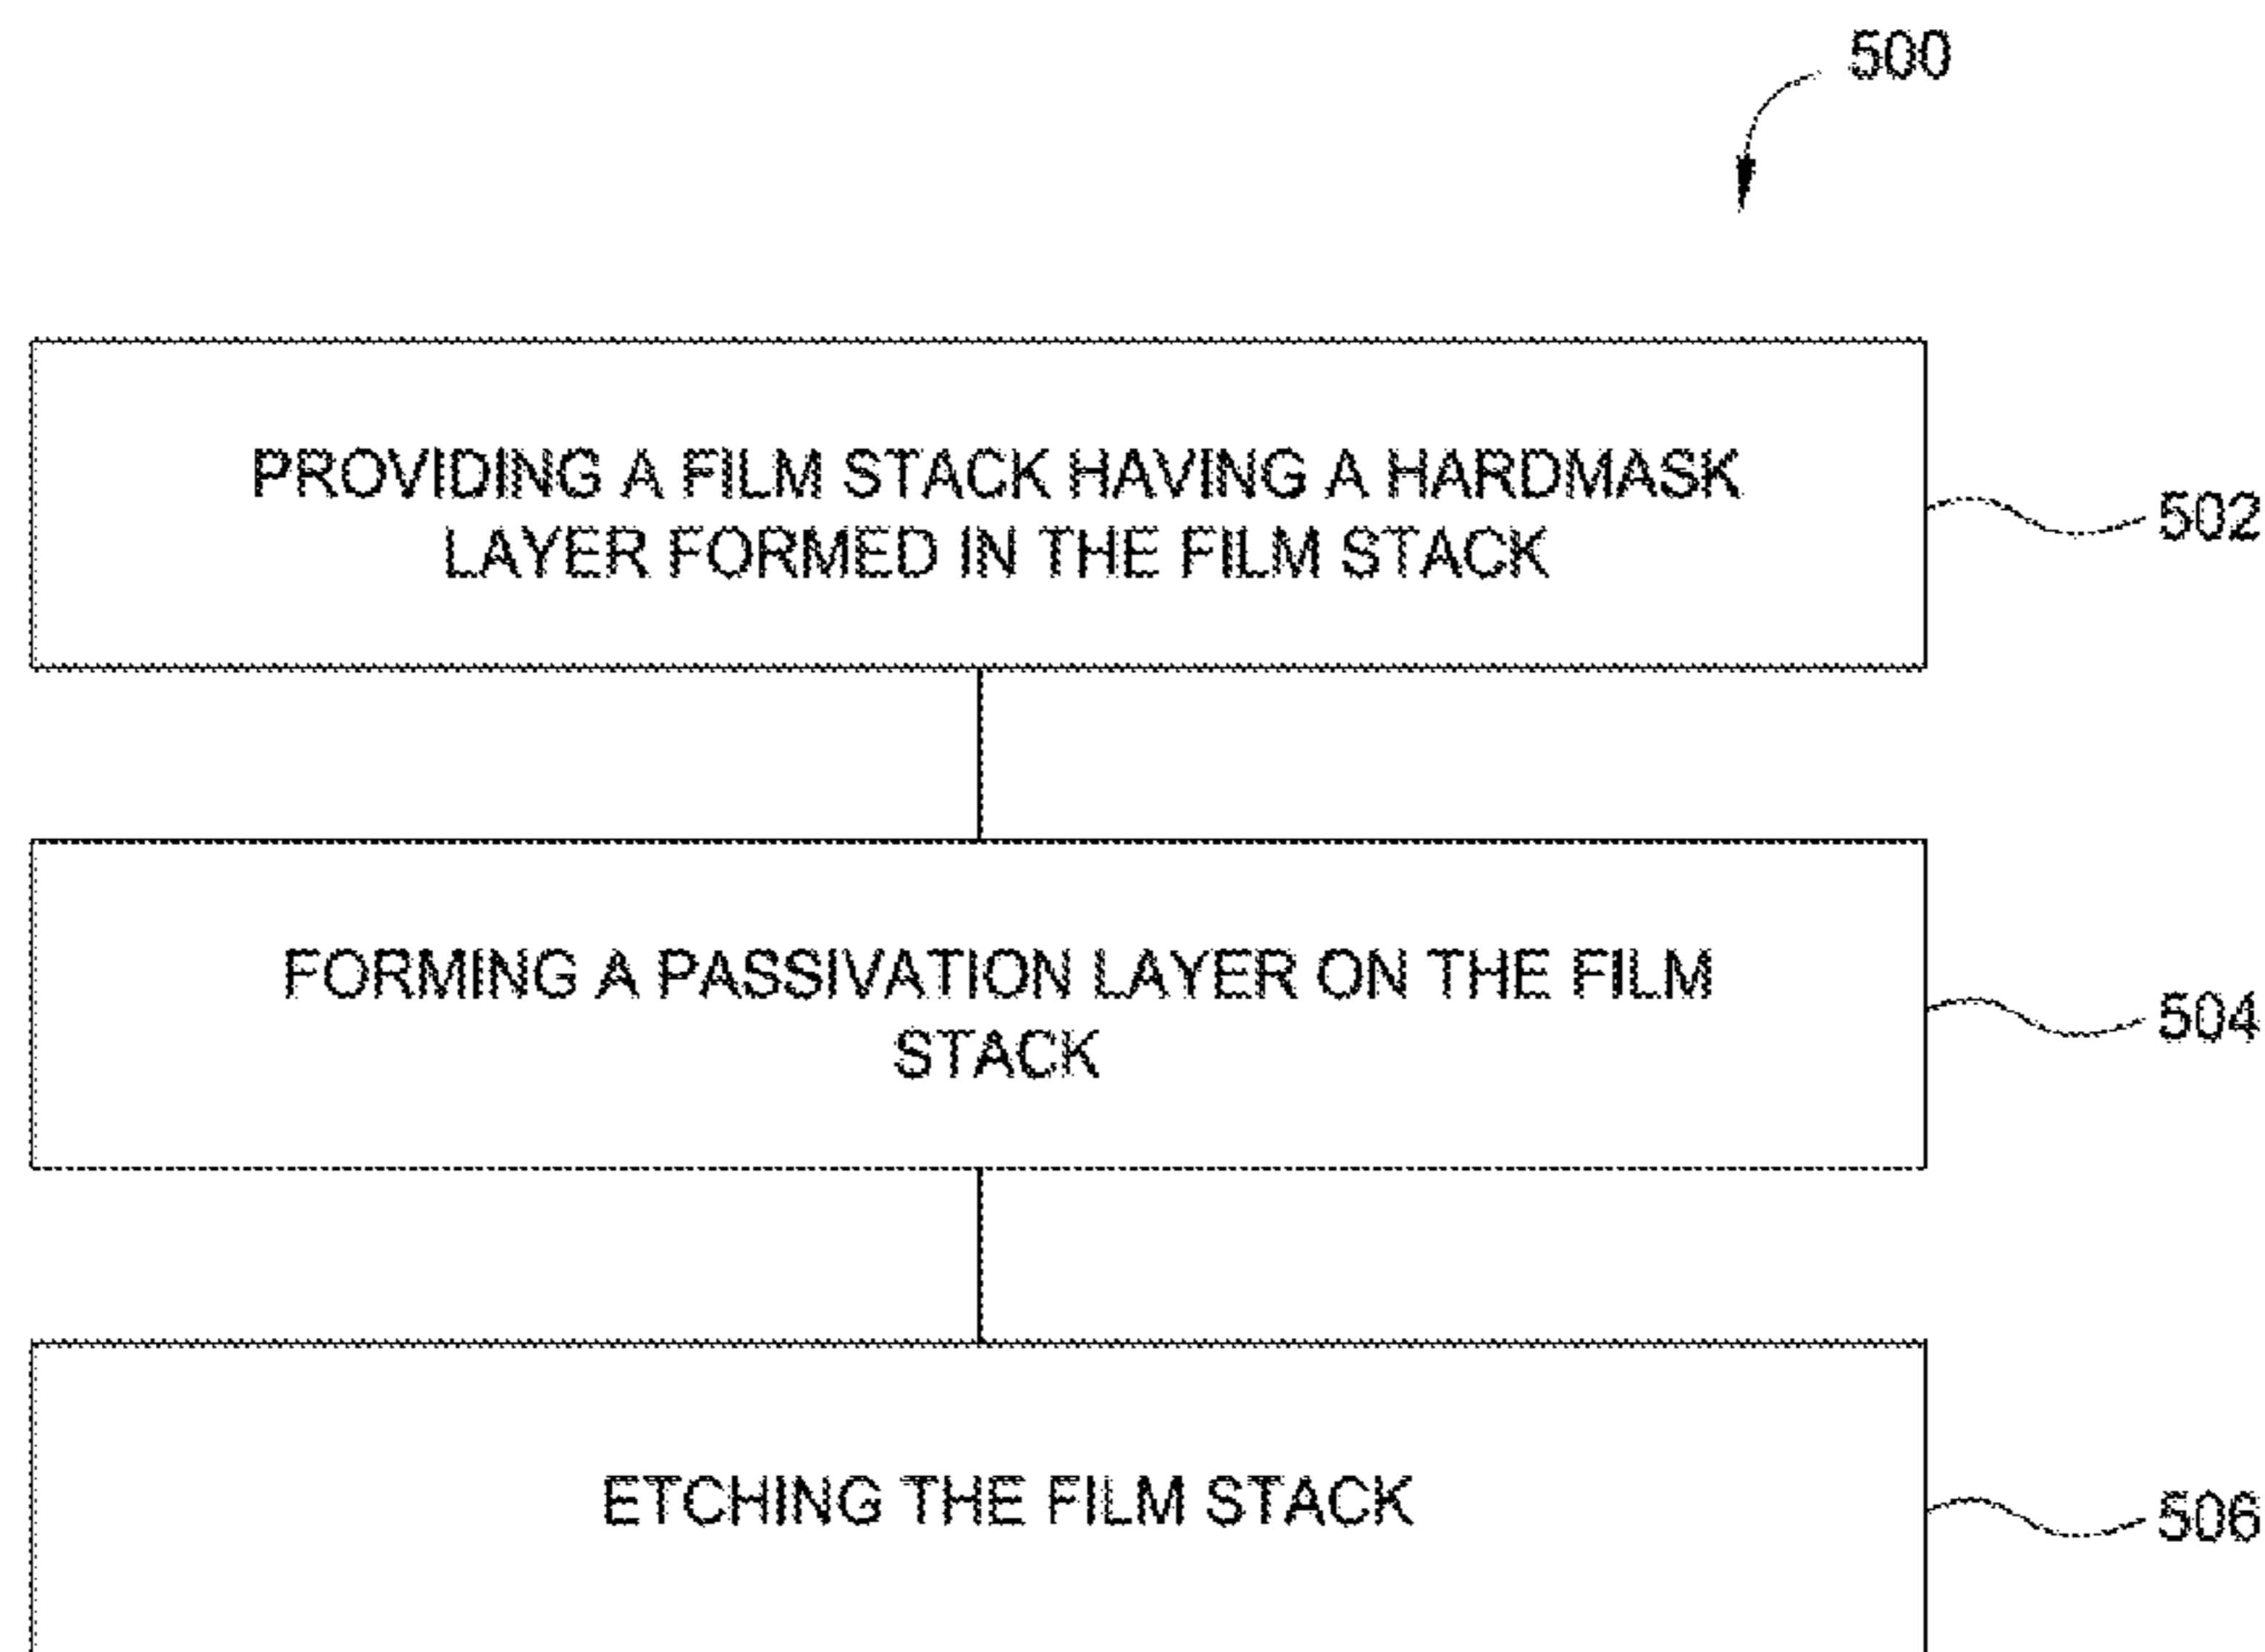 500
PROVIDING A FILM STACK HAVING A HARDMASK
LAYER FORMED IN THE FILM STACK
502
FORMING A PASSIVATION LAYER ON THE FILM
STACK
504
ETCHING THE FILM STACK
506